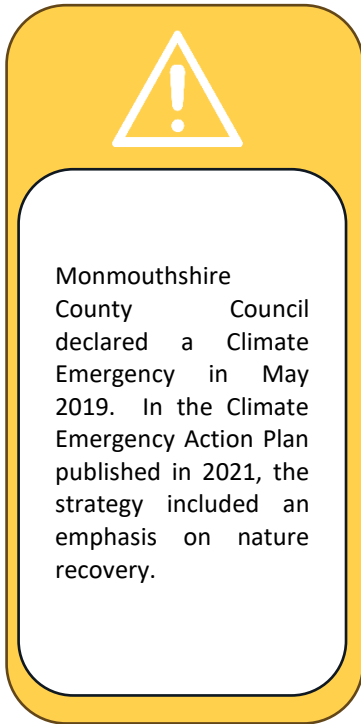 Monmouthshire
County Council
declared a Climate
Emergency in May
2019. In the Climate
Emergency Action Plan
published in 2021, the
strategy included an
emphasis on nature
recovery.